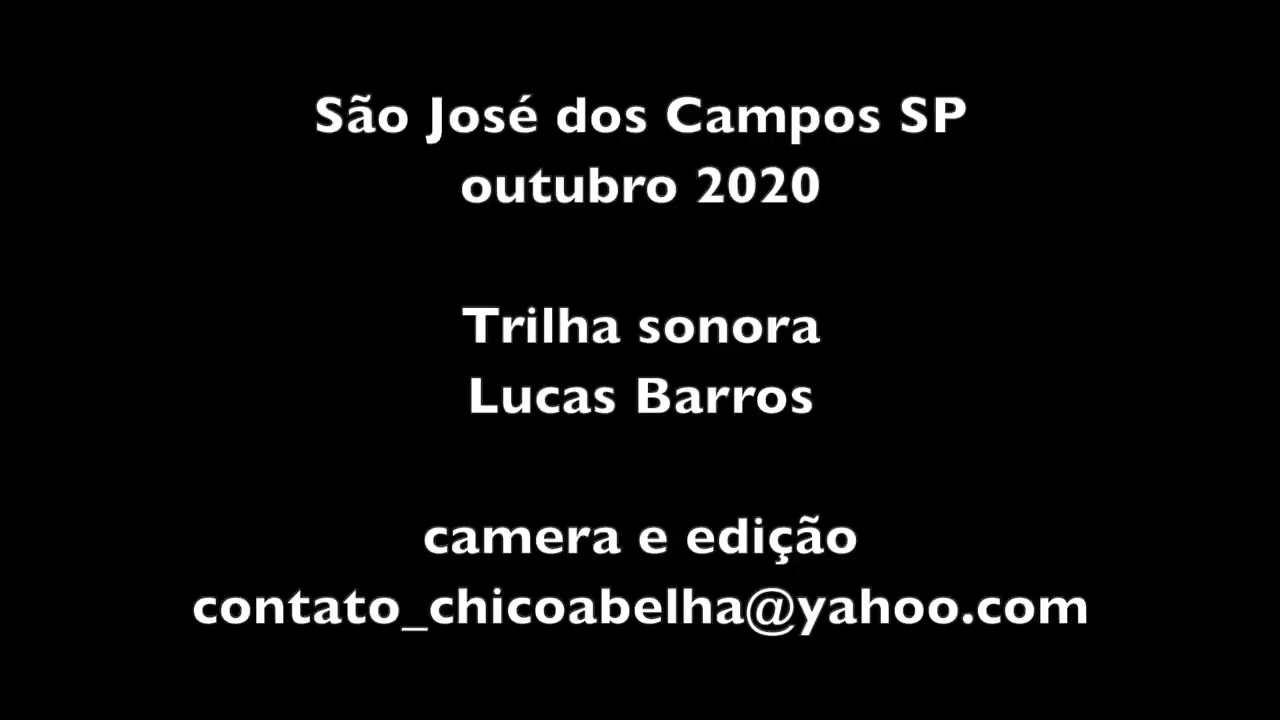 São José dos Campos SP
outubro 2020
Trilha sonora
Lucas Barros
camera e edição
contato_chicoabelha@yahoo.com